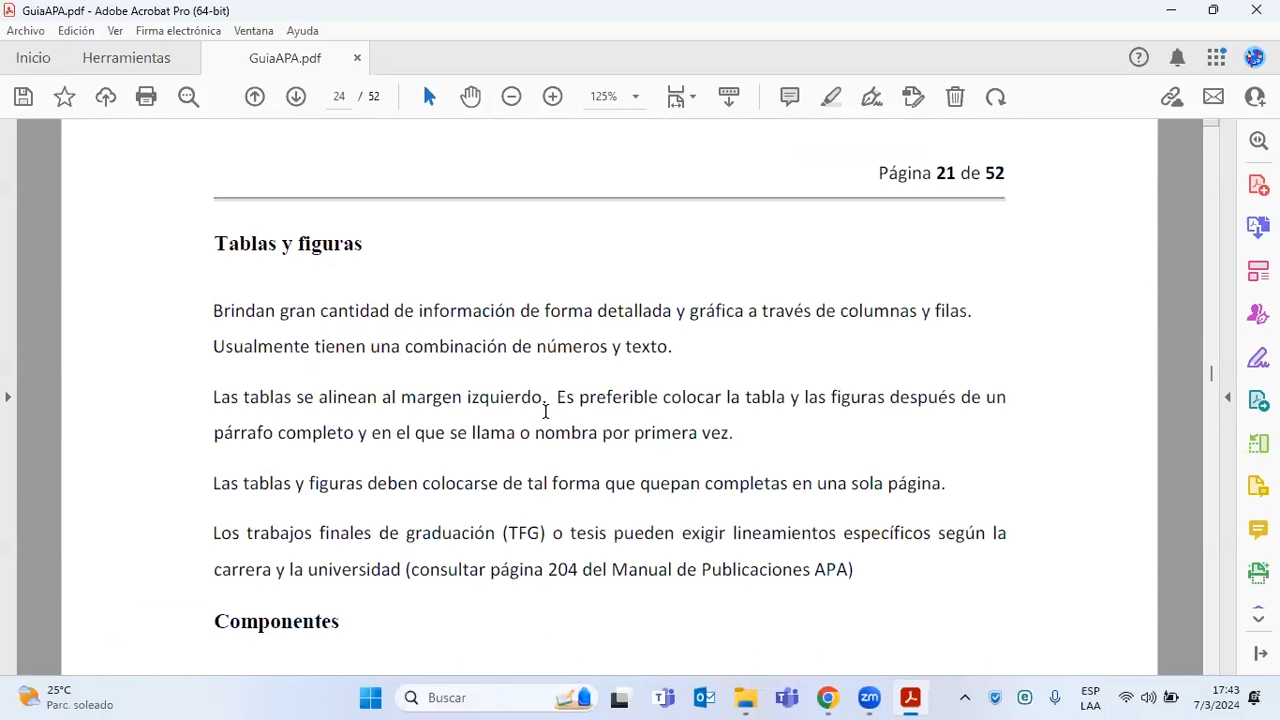 GuiaAPA.pdf - Adobe Acrobat Pro (64-bit)
Archivo Edición Ver Firma electrónica Ventana Ayuda
Inicio Herramientas GuiaAPA.pdf
24 / 52 125%
Página 21 de 52
Tablas y figuras
Brindan gran cantidad de información de forma detallada y gráfica a través de columnas y filas.
Usualmente tienen una combinación de números y texto.
Las tablas se alinean al margen izquierdo. Es preferible colocar la tabla y las figuras después de un
párrafo completo y en el que se llama o nombra por primera vez.
Las tablas y figuras deben colocarse de tal forma que quepan completas en una sola página.
Los trabajos finales de graduación (TFG) o tesis pueden exigir lineamientos específicos según la
carrera y la universidad (consultar página 204 del Manual de Publicaciones APA)
Componentes
25°C
Parc. soleado
Buscar
ESP
LAA
17:43
7/3/2024